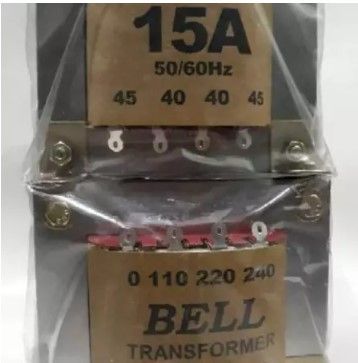 15A
50/60Hz
45 40 40 45
0 110 220 240
BELL
TRANSFORMER